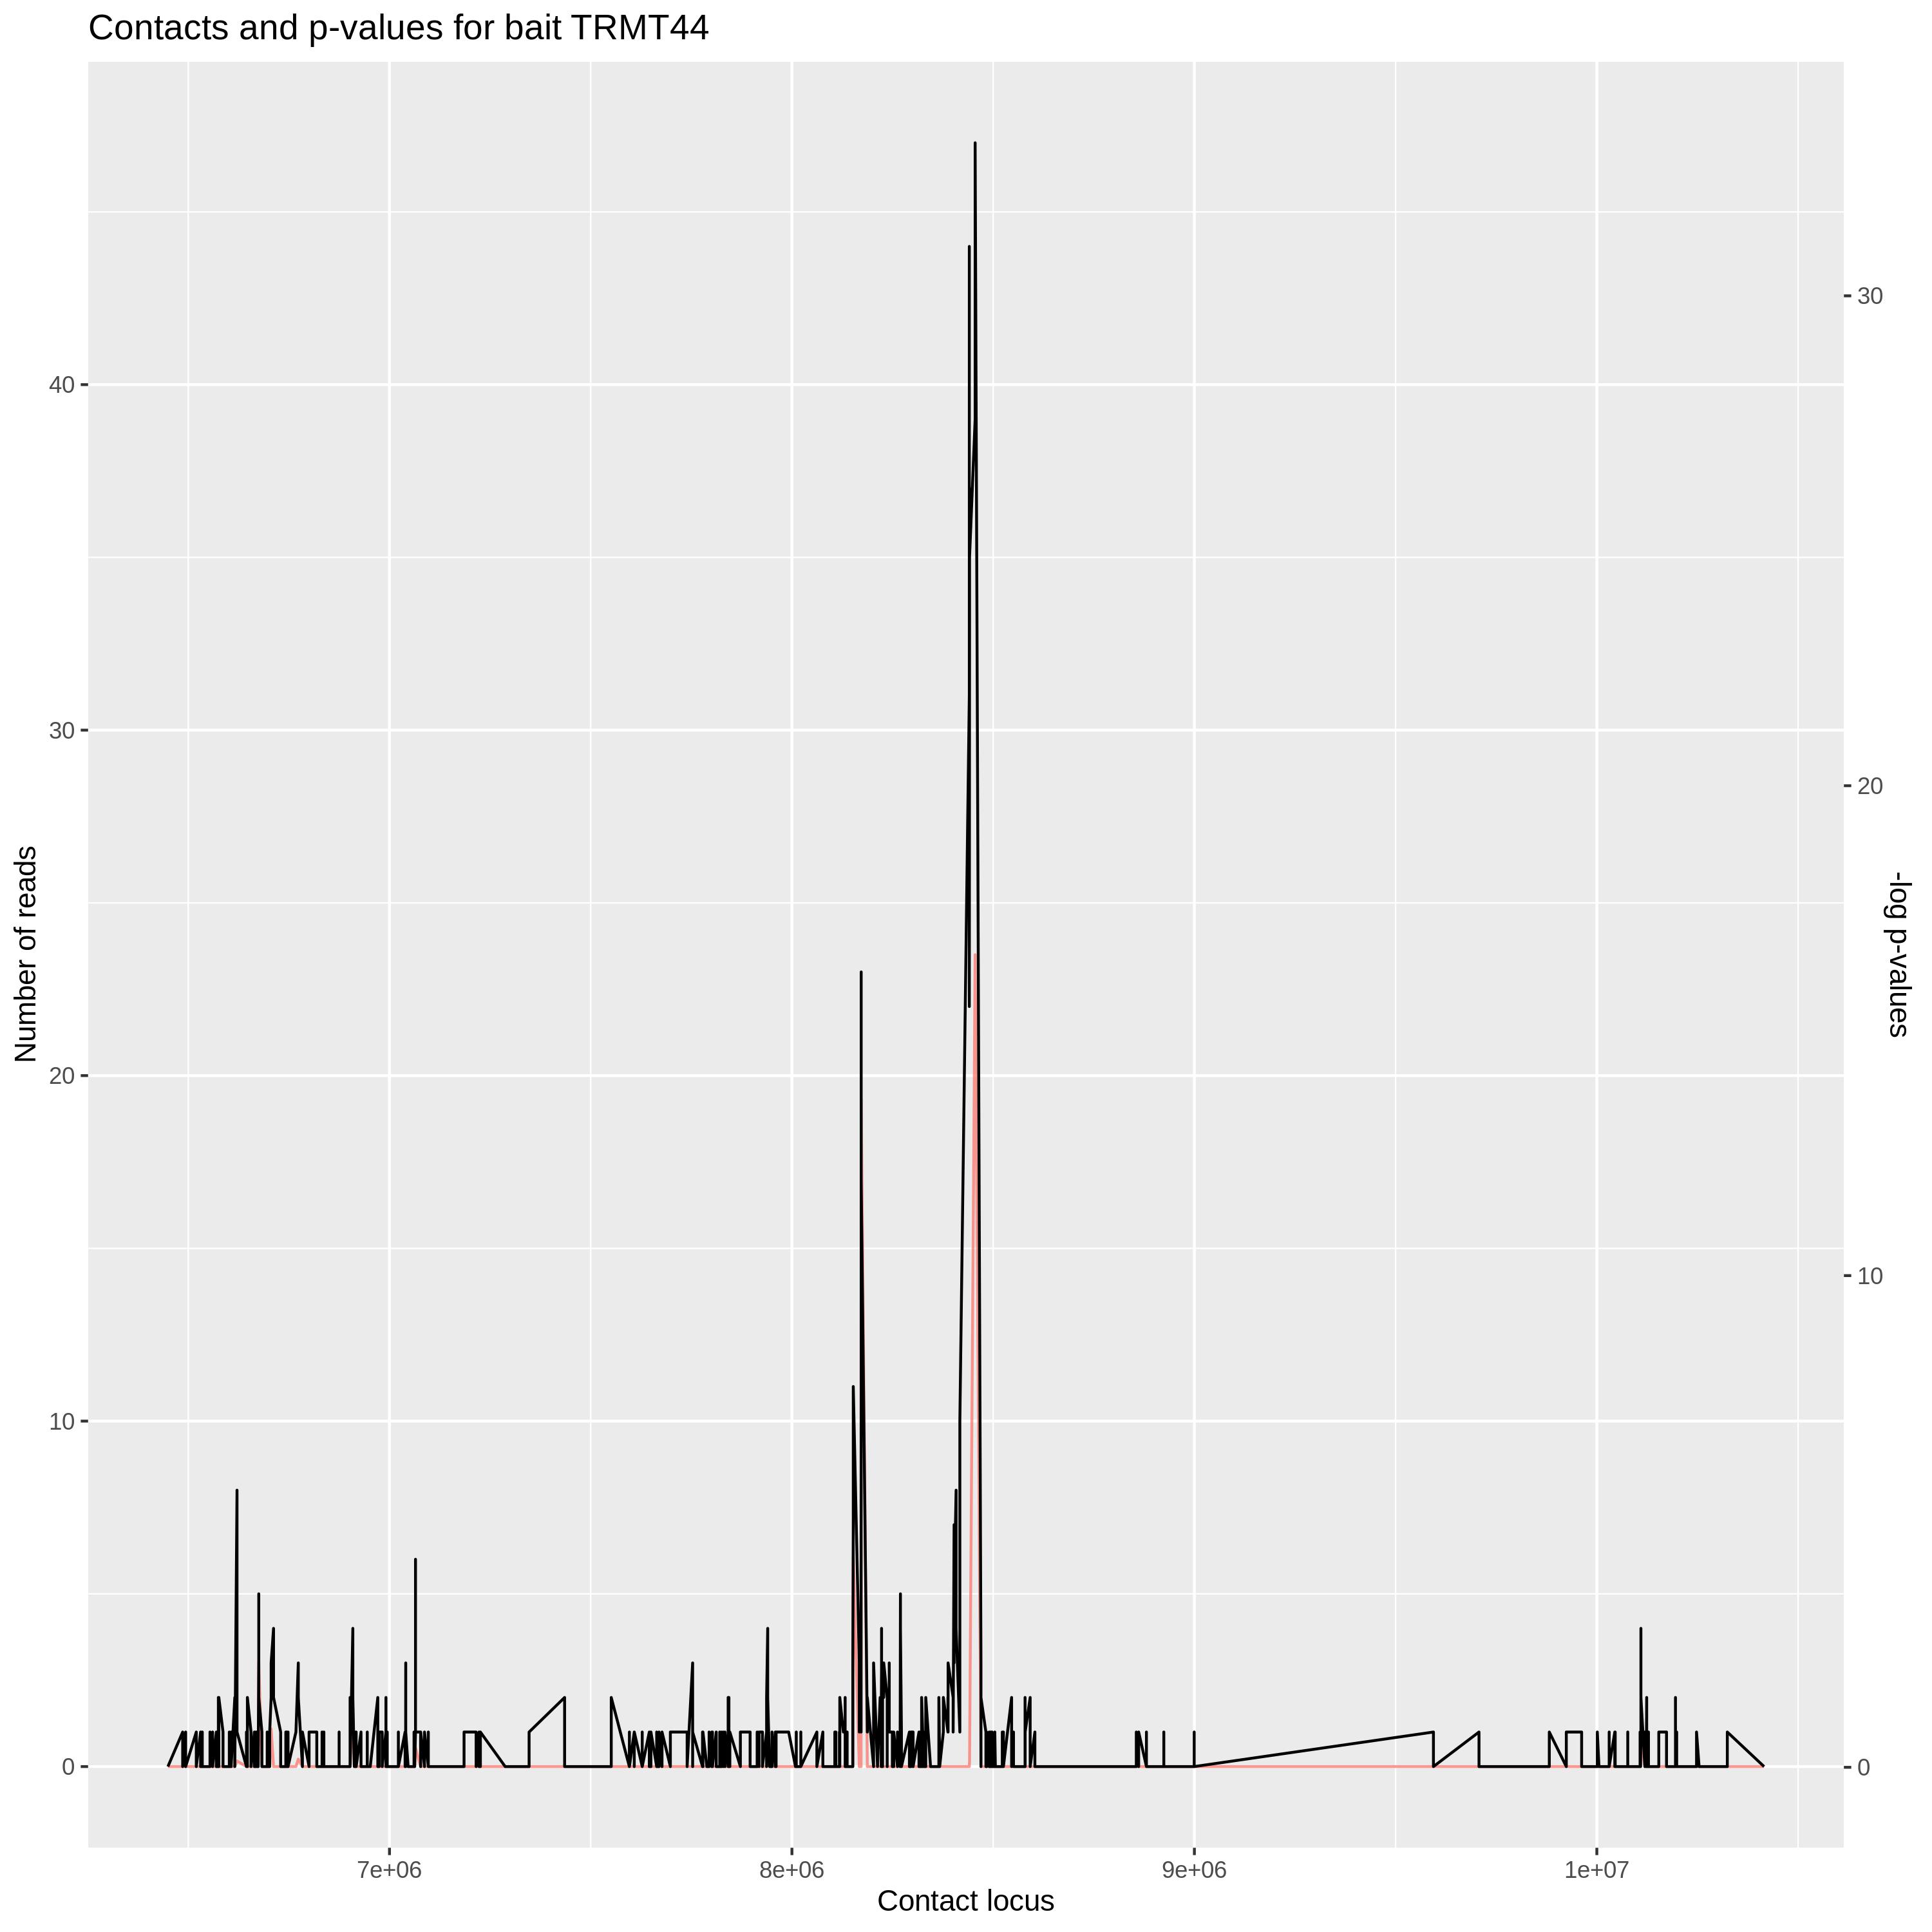 Contacts and p-values for bait TRMT44
Number of reads
40
30
20
10
0
30
20
10
0
-log p-values
7e+06
8e+06
9e+06
1e+07
Contact locus